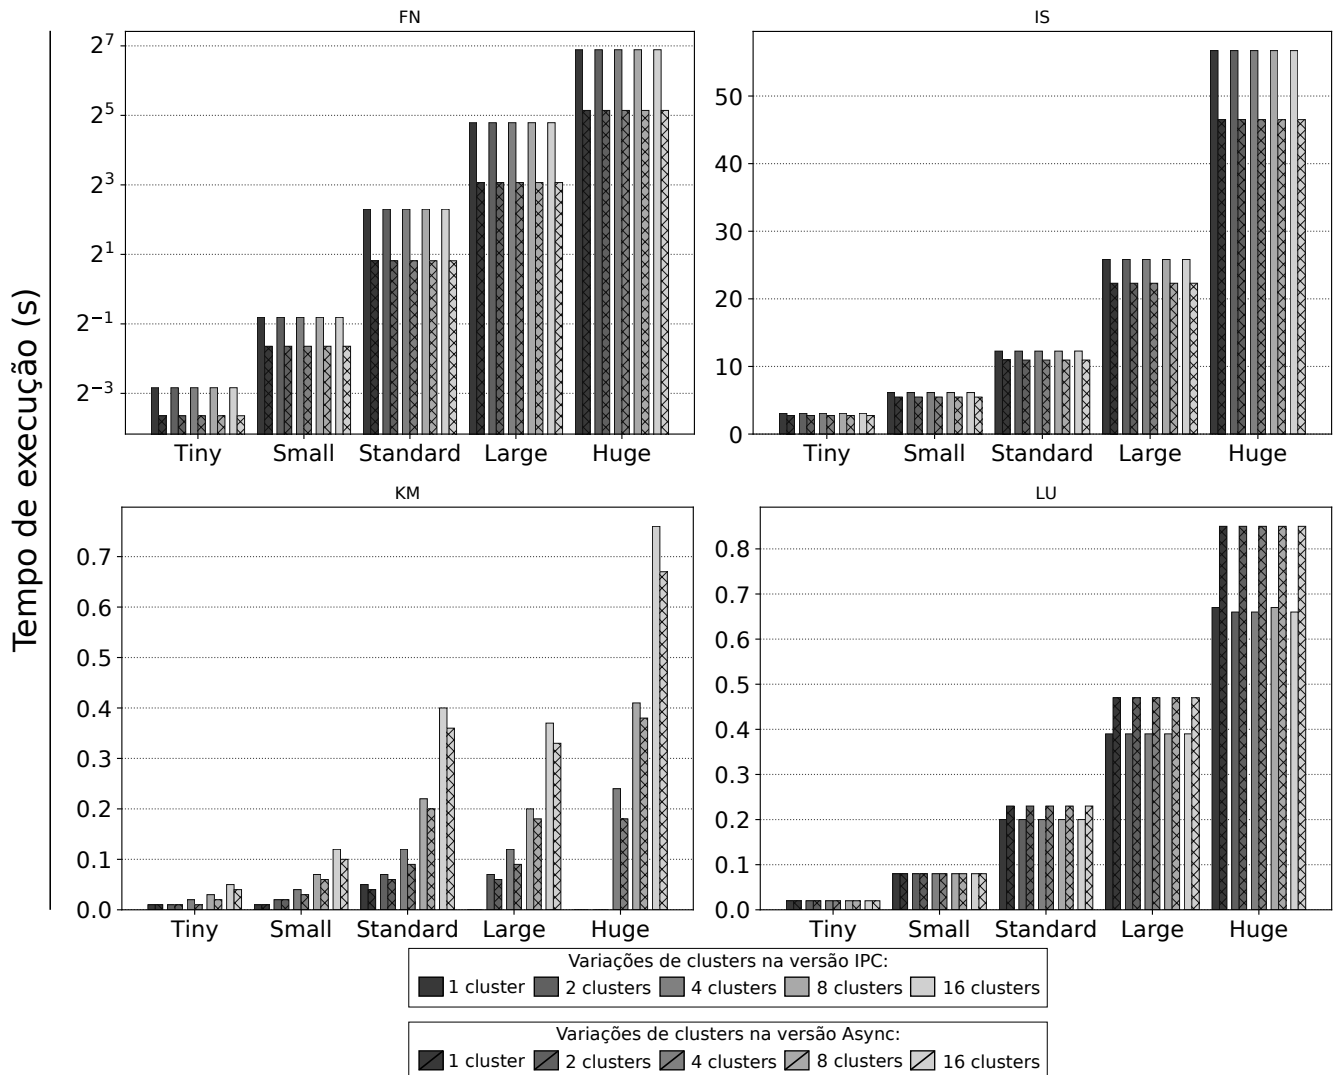 Tempo de execução (s)
FN
2^7
2^5
2^3
2^1
2^−1
2^−3
Tiny Small Standard Large Huge
IS
50
40
30
20
10
0
Tiny Small Standard Large Huge
KM
0.7
0.6
0.5
0.4
0.3
0.2
0.1
0.0
Tiny Small Standard Large Huge
LU
0.8
0.7
0.6
0.5
0.4
0.3
0.2
0.1
0.0
Tiny Small Standard Large Huge
Variações de clusters na versão IPC:
1 cluster 2 clusters 4 clusters 8 clusters 16 clusters
Variações de clusters na versão Async:
1 cluster 2 clusters 4 clusters 8 clusters 16 clusters